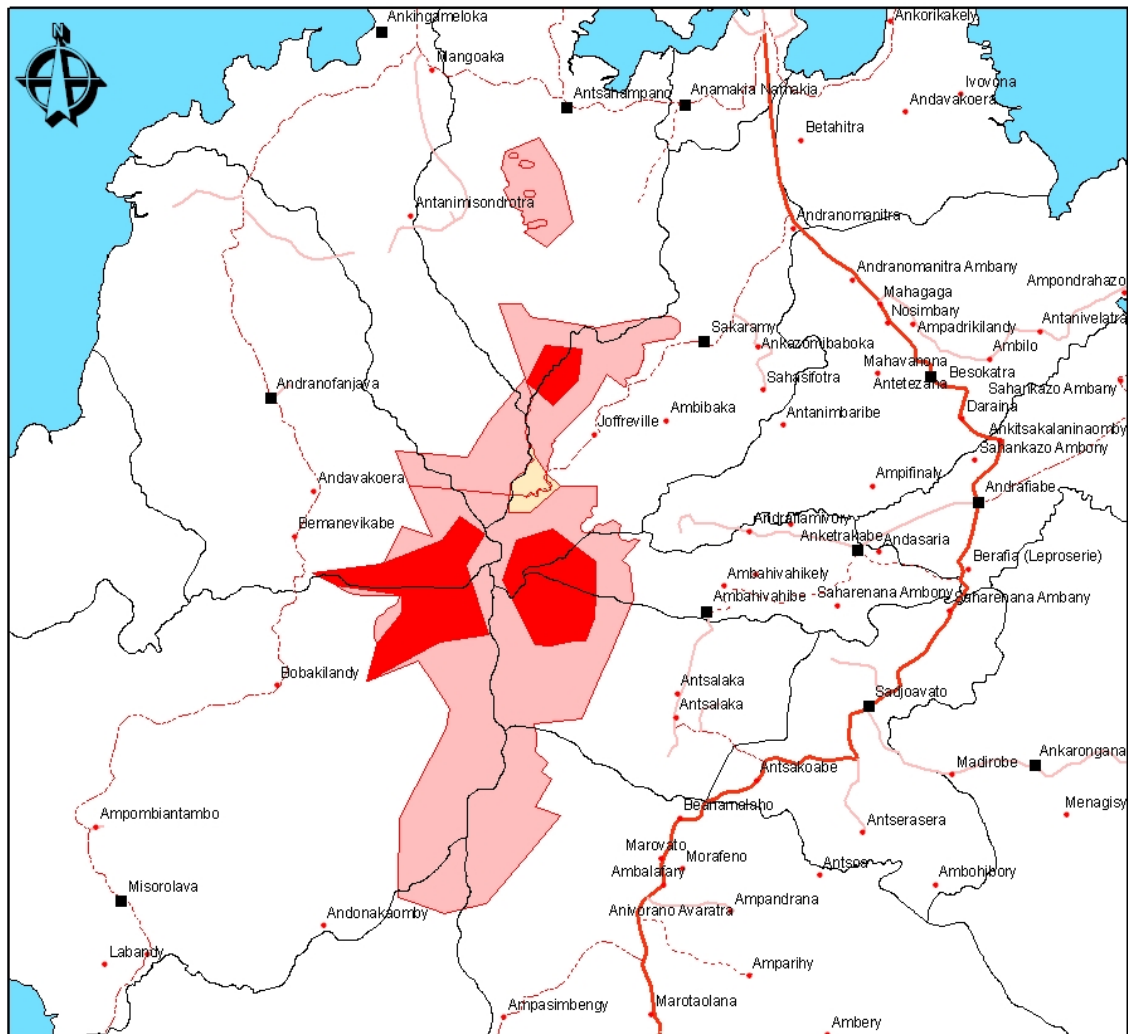 N
Ankingameloka
Ankorikakely
Mangoaka
Antsahampano
Anamakia Namakia
Ivovona
Andavakoera
Betahitra
Antanimisondrotra
Andranomanitra
Andranomanitra Ambany
Ampondrahazo
Mahagaga
Nosimbary
Ampadrikilandy
Antanivelatra
Sakaramy
Ankazomibaboka
Ambilo
Mahavanona
Besokatra
Andranofanjava
Sahasifotra
Antetezana
Sahankazo Ambany
Joffreville
Ambibaka
Antanimbaribe
Daraina
Ankitsakalaninaomby
Sahankazo Ambony
Andavakoera
Ampifinaly
Andrafiabe
Bemanevikabe
Andrafiamivory
Anketrakabe
Andasaria
Berafia (Leproserie)
Ambahivahikely
Ambahivahibe
Saharenana Ambony
Saharenana Ambany
Bobakilandy
Antsalaka
Sadjoavato
Antsalaka
Antsakoabe
Madirobe
Ankarongana
Ampombiantambo
Beanamalaho
Antserasera
Menagisy
Marovato
Morafeno
Antsoa
Misorolava
Ambalafary
Ambohibory
Andonakaomby
Anivorano Avaratra
Ampandrana
Labandy
Amparihy
Ampasimbengy
Marotaolana
Ambery